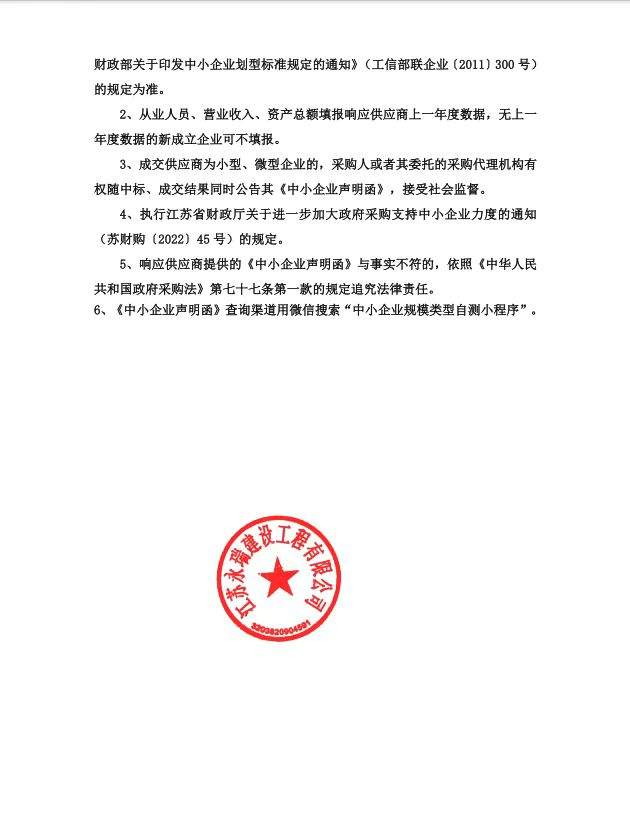 财政部关于印发中小企业划型标准规定的通知》（工信部联企业〔2011〕300 号）
的规定为准。
2、从业人员、营业收入、资产总额填报响应供应商上一年度数据，无上一
年度数据的新成立企业可不填报。
3、成交供应商为小型、微型企业的，采购人或者其委托的采购代理机构有
权随中标、成交结果同时公告其《中小企业声明函》，接受社会监督。
4、执行江苏省财政厅关于进一步加大政府采购支持中小企业力度的通知
（苏财购〔2022〕45 号）的规定。
5、响应供应商提供的《中小企业声明函》与事实不符的，依照《中华人民
共和国政府采购法》第七十七条第一款的规定追究法律责任。
6、《中小企业声明函》查询渠道用微信搜索“中小企业规模类型自测小程序”。
江苏永瑞建设工程有限公司
3203820904591